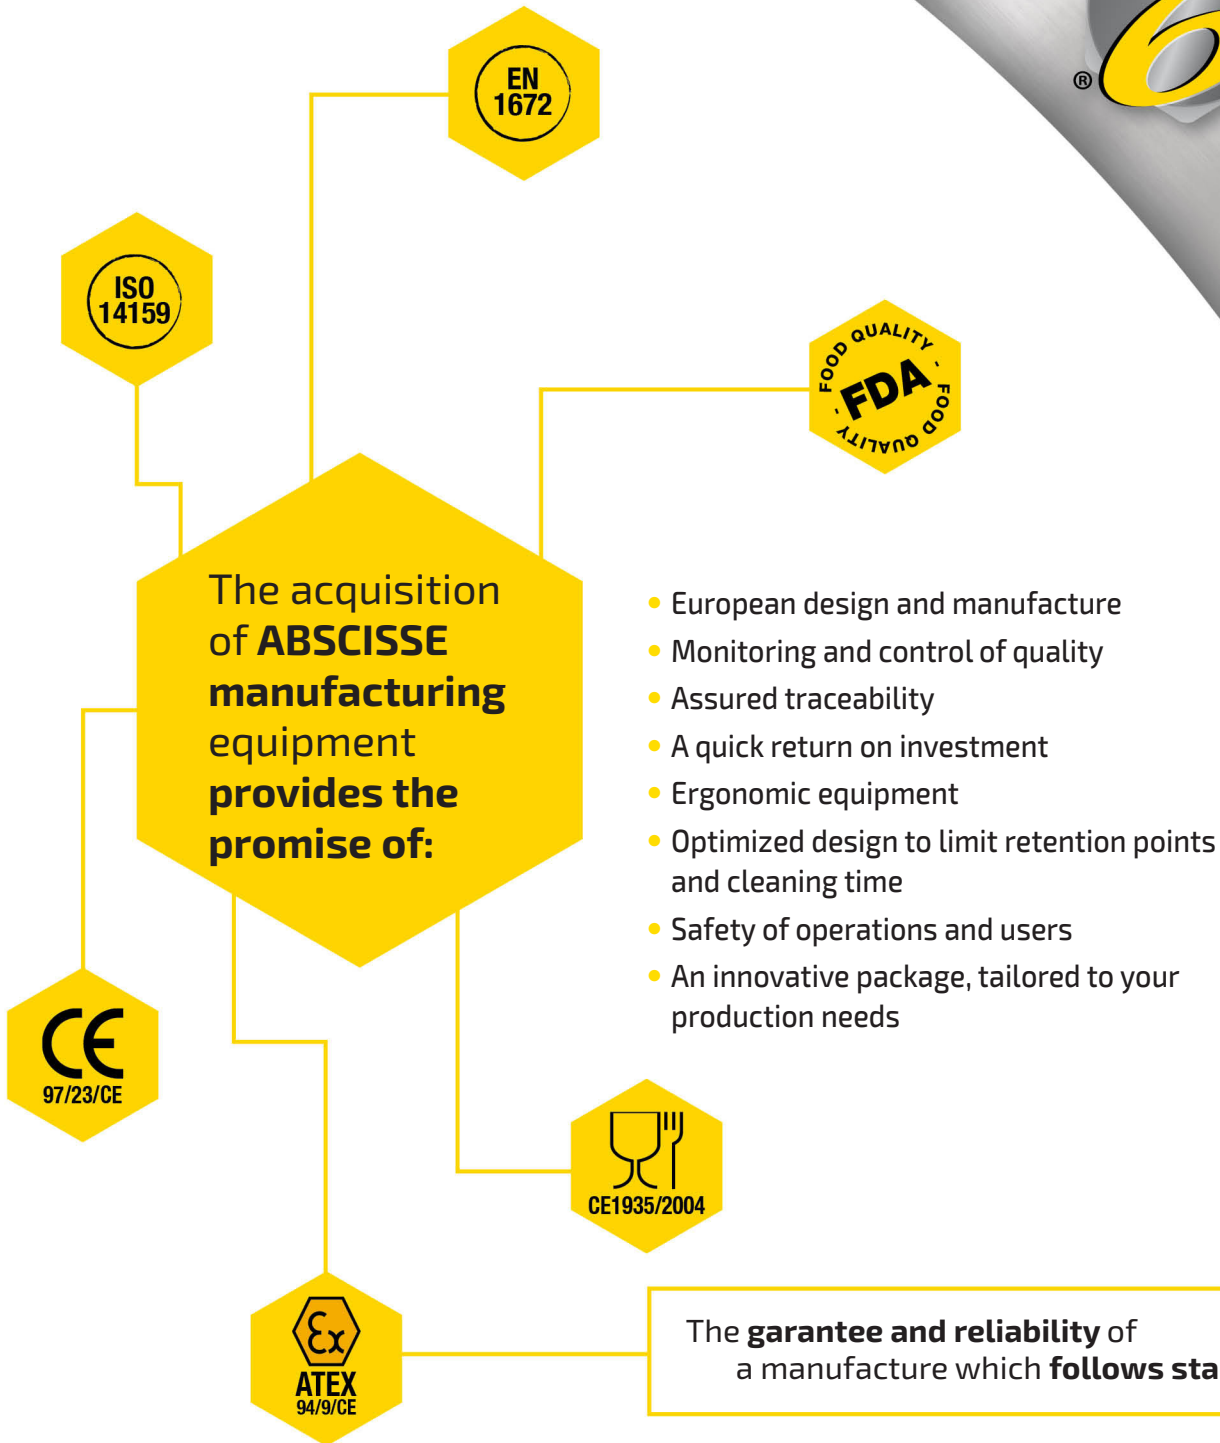 EN
1672
®
6
ISO
14159
FOOD QUALITY - FOOD QUALITY -
FDA
The acquisition
of ABSCISSE
manufacturing
equipment
provides the
promise of:
• European design and manufacture
• Monitoring and control of quality
• Assured traceability
• A quick return on investment
• Ergonomic equipment
• Optimized design to limit retention points
and cleaning time
• Safety of operations and users
• An innovative package, tailored to your
production needs
CE
97/23/CE
CE1935/2004
Ex
ATEX
94/9/CE
The garantee and reliability of
a manufacture which follows